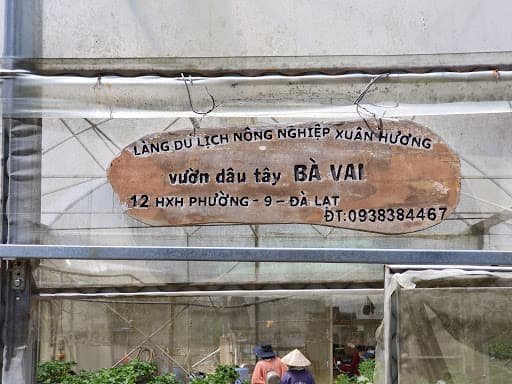 LÀNG DU LỊCH NÔNG NGHIỆP XUÂN HƯƠNG
vườn dâu tây BÀ VAI
12 HXH PHƯỜNG - 9 - ĐÀ LẠT
ĐT:0938384467